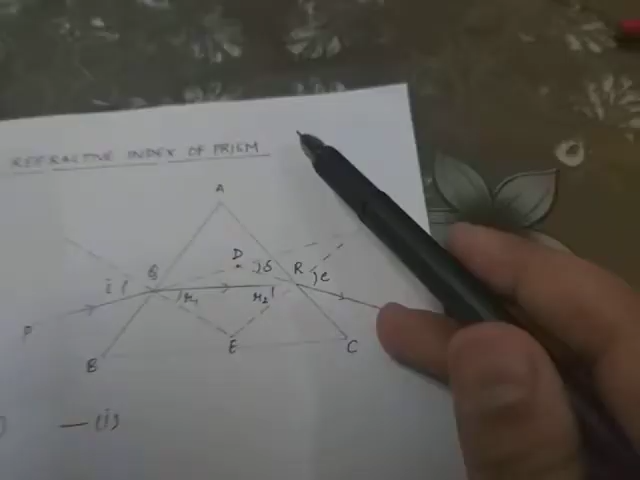 REFRACTIVE INDEX OF PRISM
A
D
Q
δ
R
i
e
r₁
r₂
P
E
C
B
) — (i)